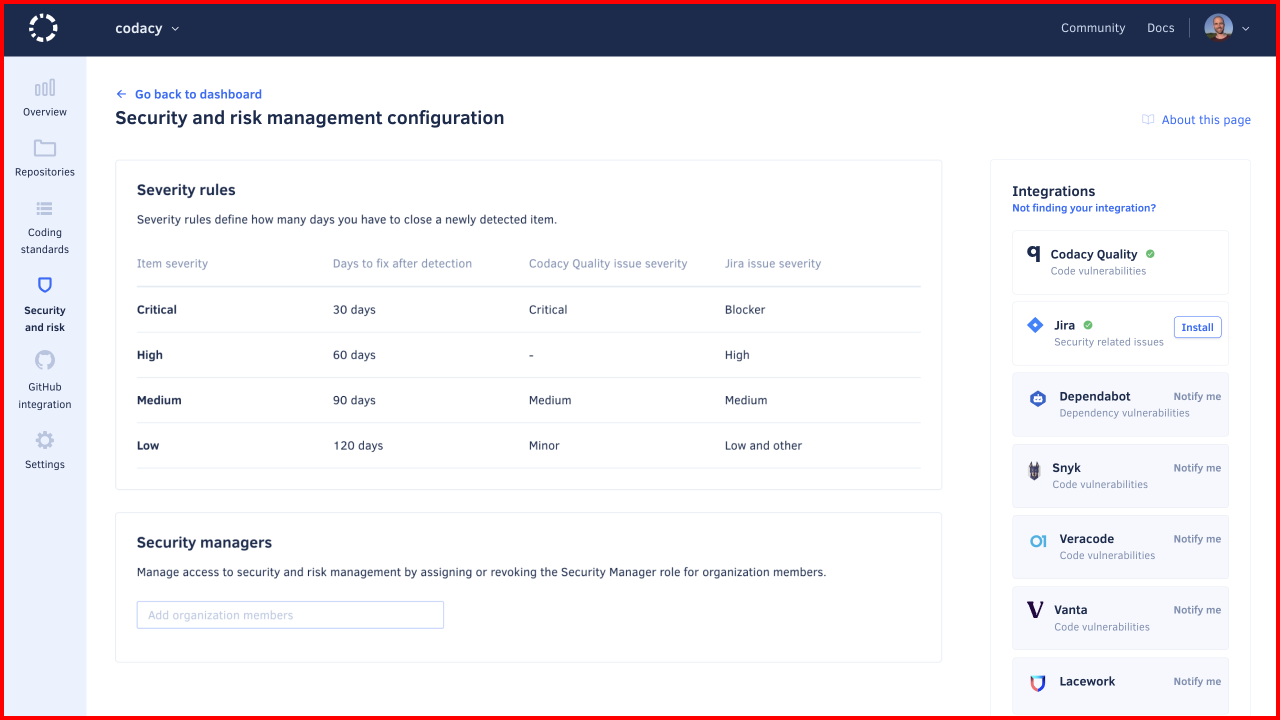 codacy
Community
Docs
Overview
Repositories
Coding
standards
Security
and risk
GitHub
integration
Settings
Go back to dashboard
Security and risk management configuration
About this page
Severity rules
Severity rules define how many days you have to close a newly detected item.
Item severity Days to fix after detection Codacy Quality issue severity Jira issue severity
Critical 30 days Critical Blocker
High 60 days - High
Medium 90 days Medium Medium
Low 120 days Minor Low and other
Security managers
Manage access to security and risk management by assigning or revoking the Security Manager role for organization members.
Add organization members
Integrations
Not finding your integration?
Codacy Quality
Code vulnerabilities
Jira
Install
Security related issues
Dependabot Notify me
Dependency vulnerabilities
Snyk Notify me
Code vulnerabilities
Veracode Notify me
Code vulnerabilities
Vanta Notify me
Code vulnerabilities
Lacework Notify me